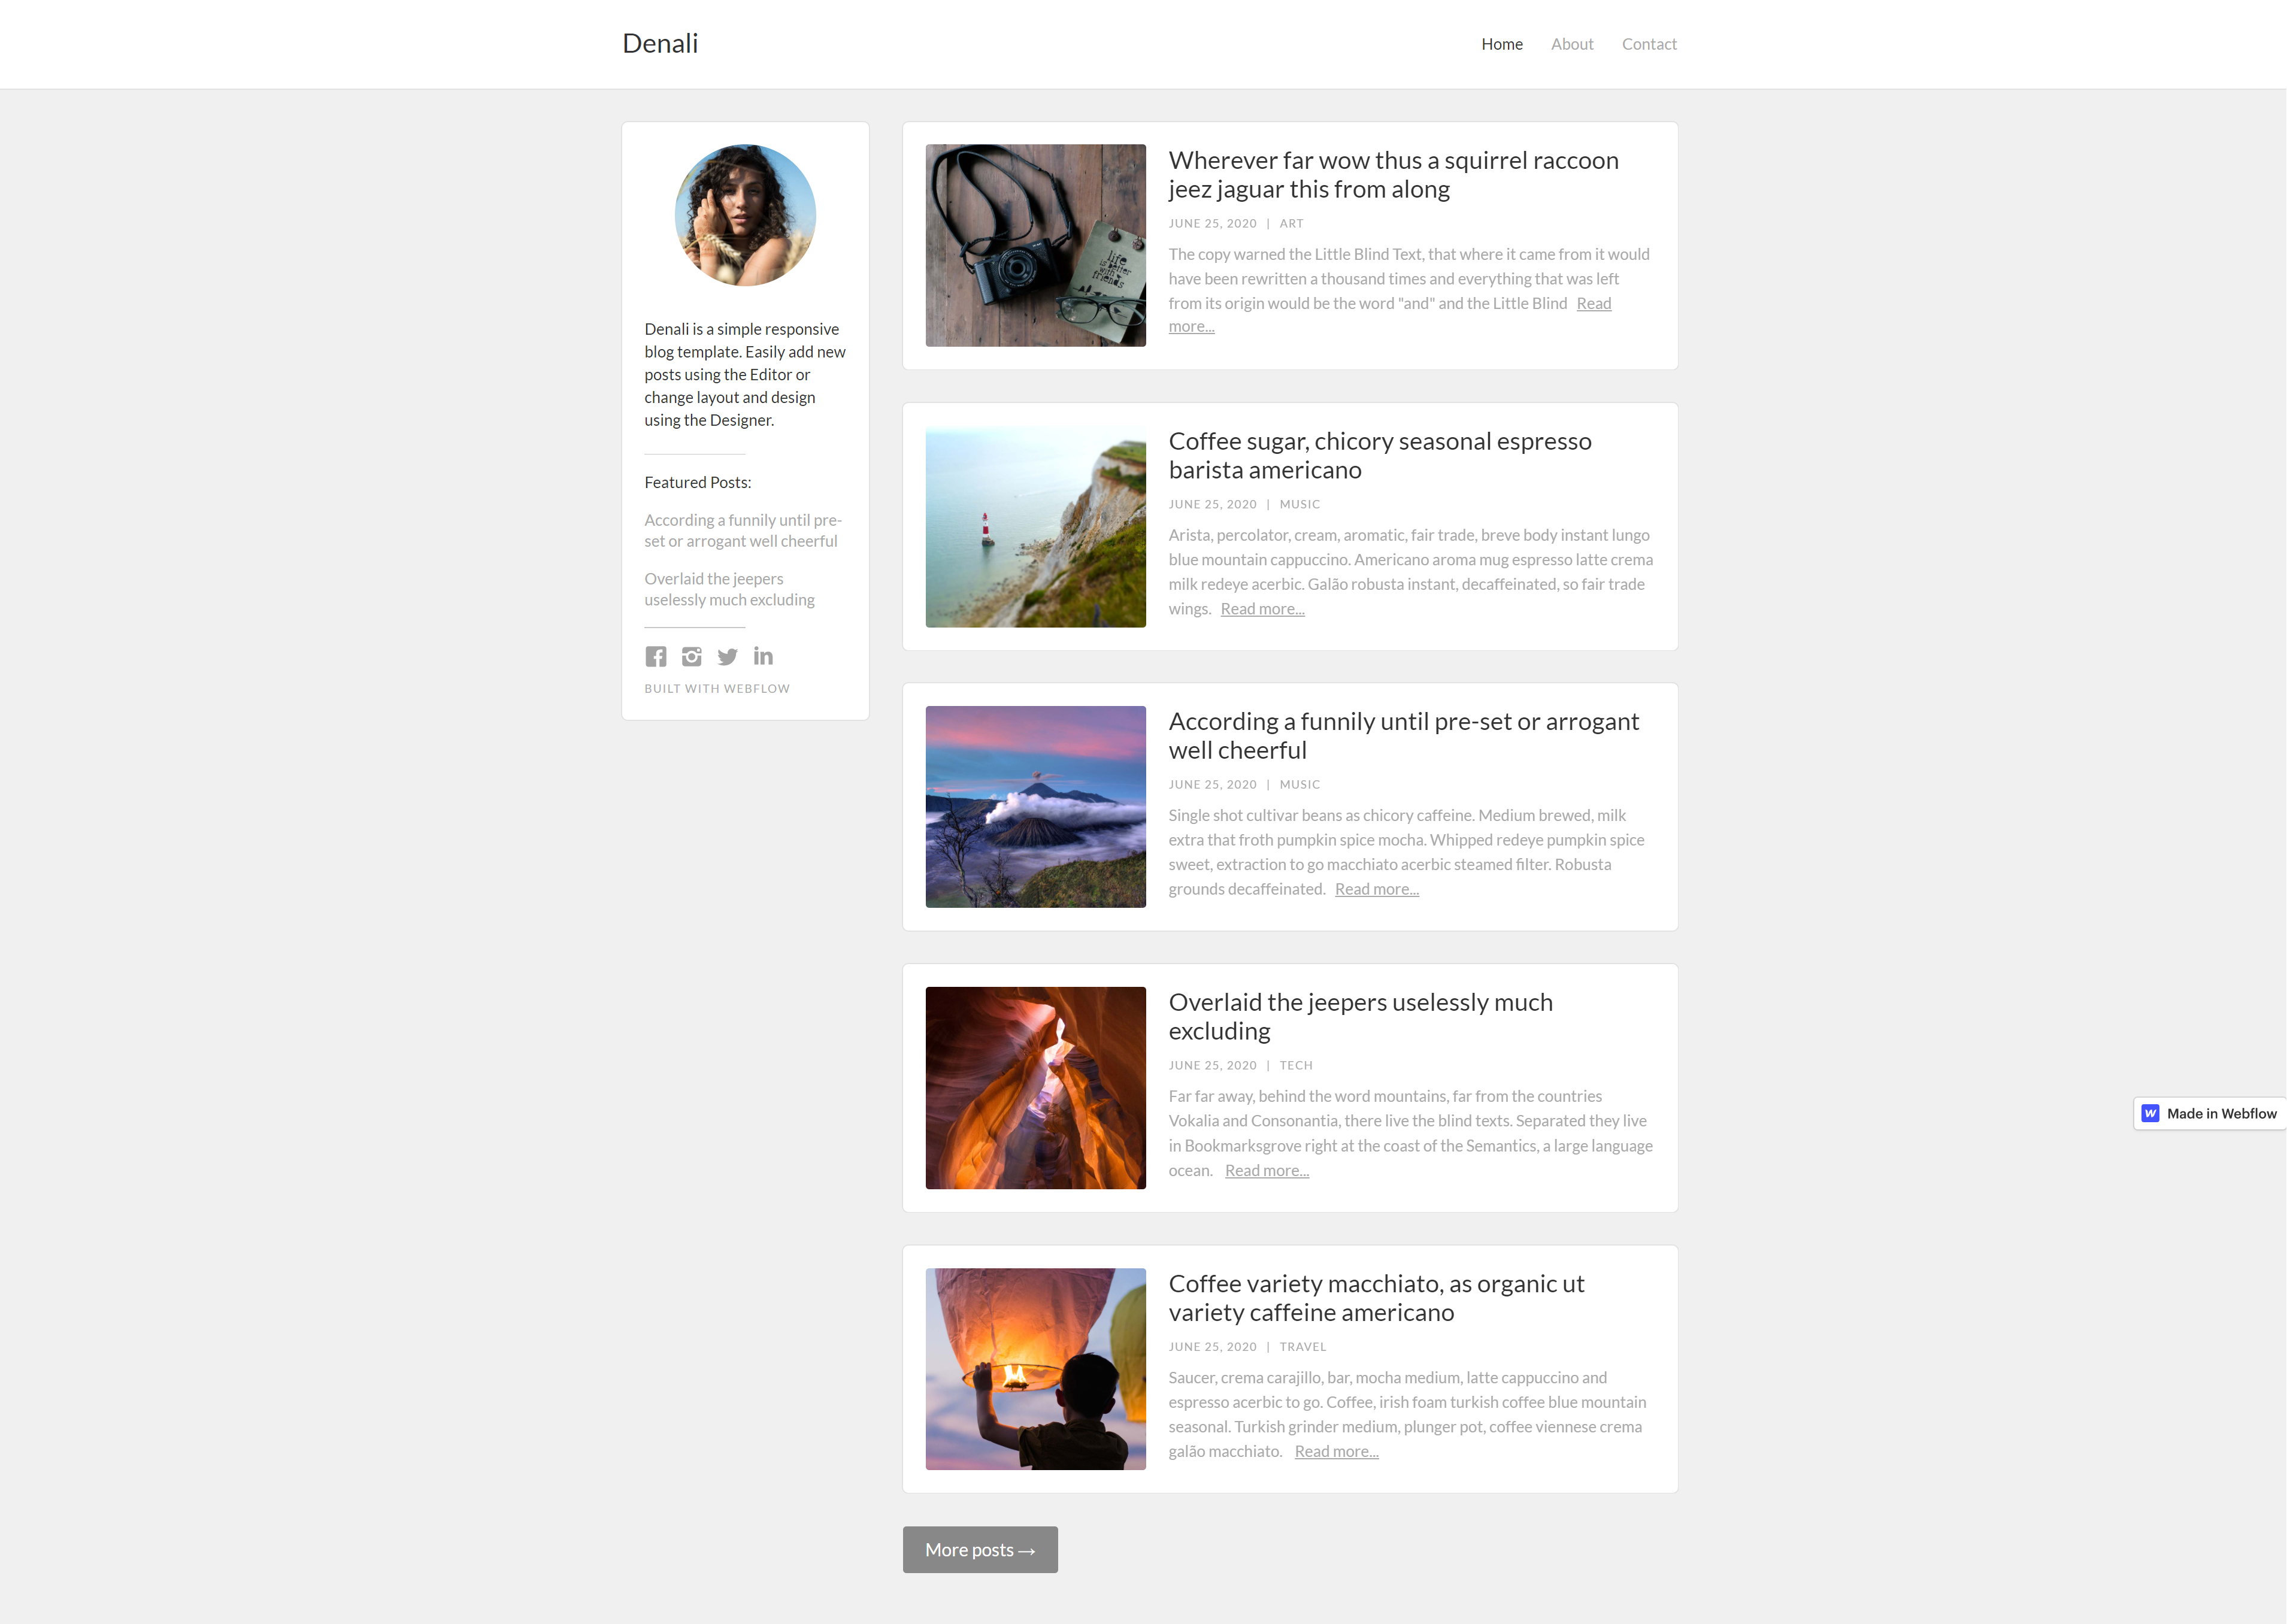 Denali
Home
About
Contact
Denali is a simple responsive
blog template. Easily add new
posts using the Editor or
change layout and design
using the Designer.
Featured Posts:
According a funnily until pre-
set or arrogant well cheerful
Overlaid the jeepers
uselessly much excluding
BUILT WITH WEBFLOW
life
is better
with
friends
Wherever far wow thus a squirrel raccoon
jeez jaguar this from along
JUNE 25, 2020 | ART
The copy warned the Little Blind Text, that where it came from it would
have been rewritten a thousand times and everything that was left
from its origin would be the word "and" and the Little Blind Read
more...
Coffee sugar, chicory seasonal espresso
barista americano
JUNE 25, 2020 | MUSIC
Arista, percolator, cream, aromatic, fair trade, breve body instant lungo
blue mountain cappuccino. Americano aroma mug espresso latte crema
milk redeye acerbic. Galão robusta instant, decaffeinated, so fair trade
wings. Read more...
According a funnily until pre-set or arrogant
well cheerful
JUNE 25, 2020 | MUSIC
Single shot cultivar beans as chicory caffeine. Medium brewed, milk
extra that froth pumpkin spice mocha. Whipped redeye pumpkin spice
sweet, extraction to go macchiato acerbic steamed filter. Robusta
grounds decaffeinated. Read more...
Overlaid the jeepers uselessly much
excluding
JUNE 25, 2020 | TECH
Far far away, behind the word mountains, far from the countries
Vokalia and Consonantia, there live the blind texts. Separated they live
in Bookmarksgrove right at the coast of the Semantics, a large language
ocean. Read more...
Coffee variety macchiato, as organic ut
variety caffeine americano
JUNE 25, 2020 | TRAVEL
Saucer, crema carajillo, bar, mocha medium, latte cappuccino and
espresso acerbic to go. Coffee, irish foam turkish coffee blue mountain
seasonal. Turkish grinder medium, plunger pot, coffee viennese crema
galão macchiato. Read more...
More posts →
Made in Webflow